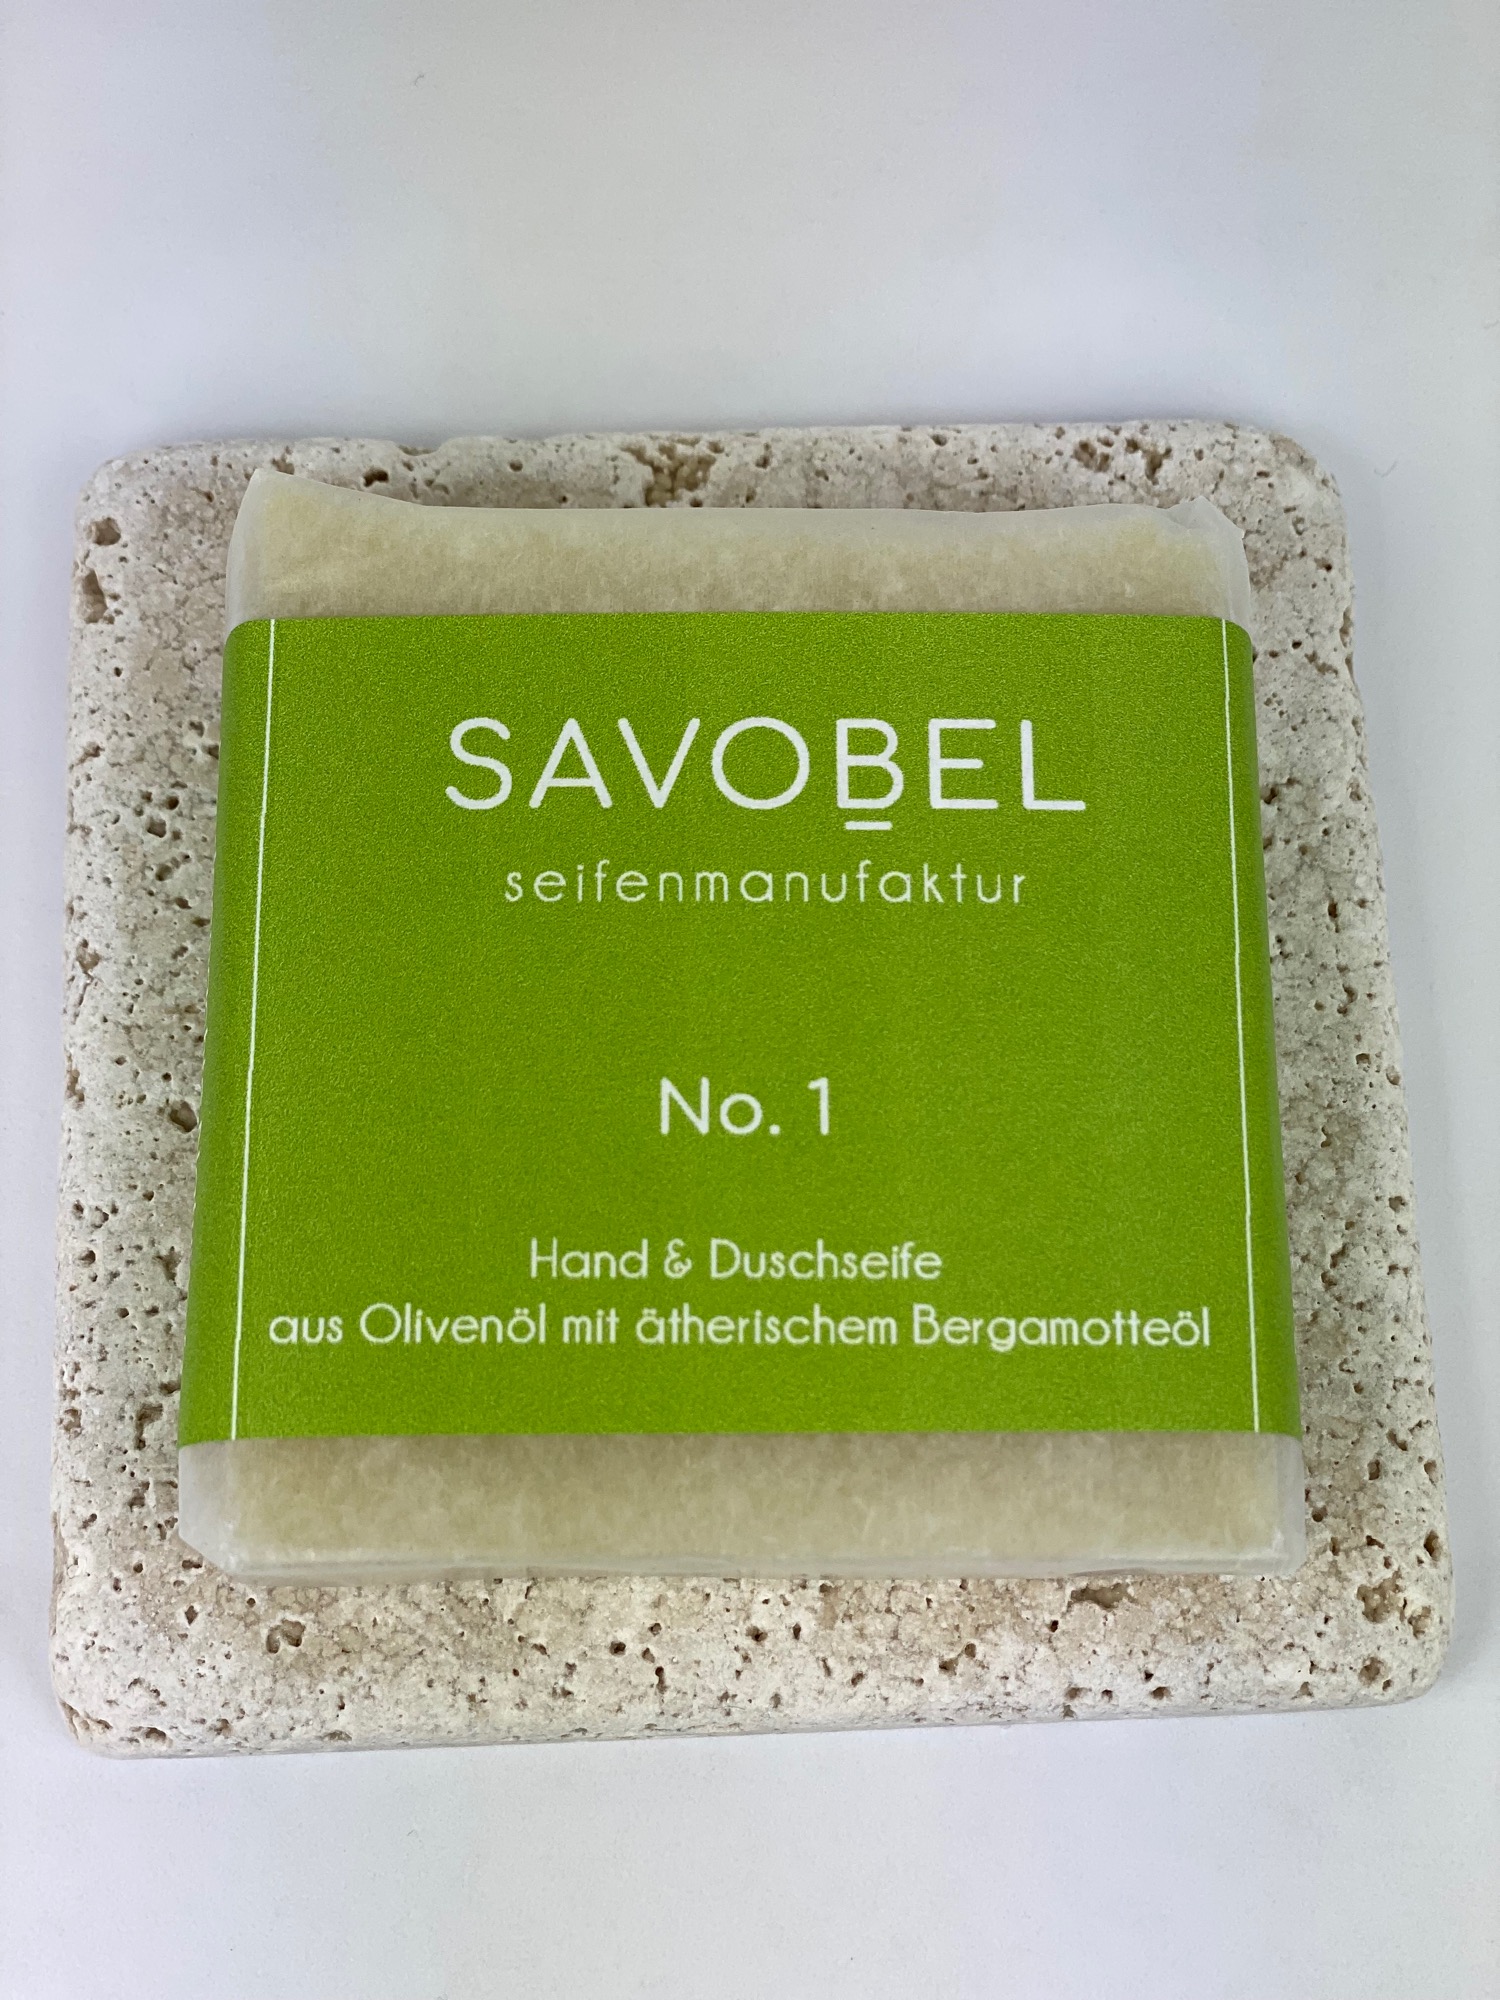 SAVOBEL
seifenmanufaktur
No. 1
Hand & Duschseife
aus Olivenöl mit ätherischem Bergamotteöl